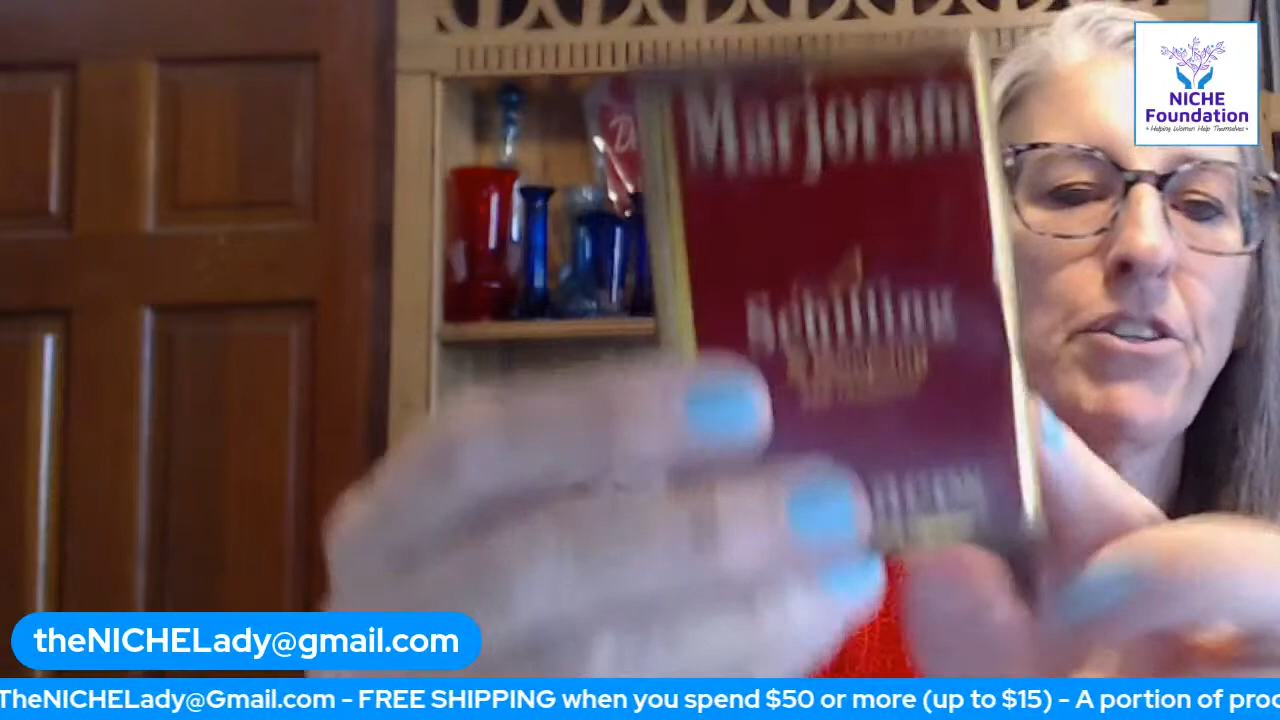 NICHE
Foundation
• Helping Women Help Themselves •
Marjoram
Schilling
theNICHELady@gmail.com
TheNICHELady@Gmail.com - FREE SHIPPING when you spend $50 or more (up to $15) - A portion of proc